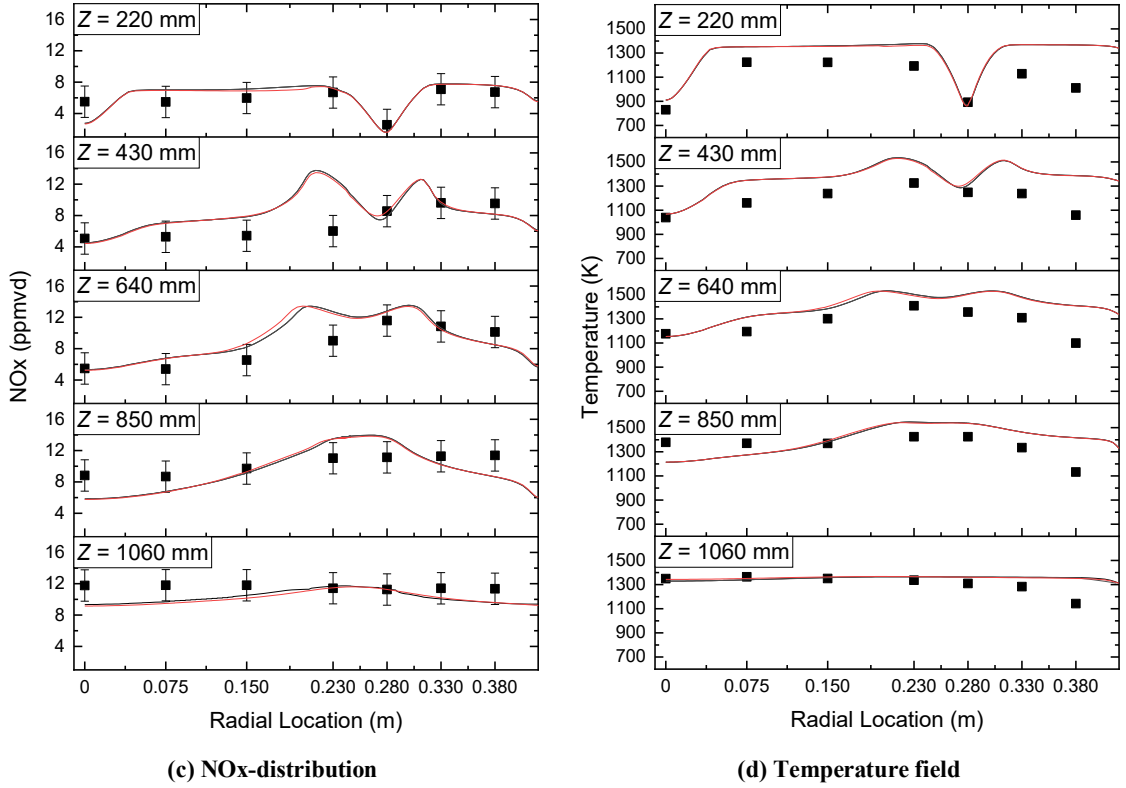 Z = 220 mm
16
12
8
4
Z = 430 mm
16
12
8
4
Z = 640 mm
16
12
8
4
Z = 850 mm
16
12
8
4
Z = 1060 mm
16
12
8
4
NOx (ppmvd)
0 0.075 0.150 0.230 0.280 0.330 0.380
Radial Location (m)
(c) NOx-distribution
Z = 220 mm
1500
1300
1100
900
700
Z = 430 mm
1500
1300
1100
900
700
Z = 640 mm
1500
1300
1100
900
700
Z = 850 mm
1500
1300
1100
900
700
Z = 1060 mm
1500
1300
1100
900
700
Temperature (K)
0 0.075 0.150 0.230 0.280 0.330 0.380
Radial Location (m)
(d) Temperature field